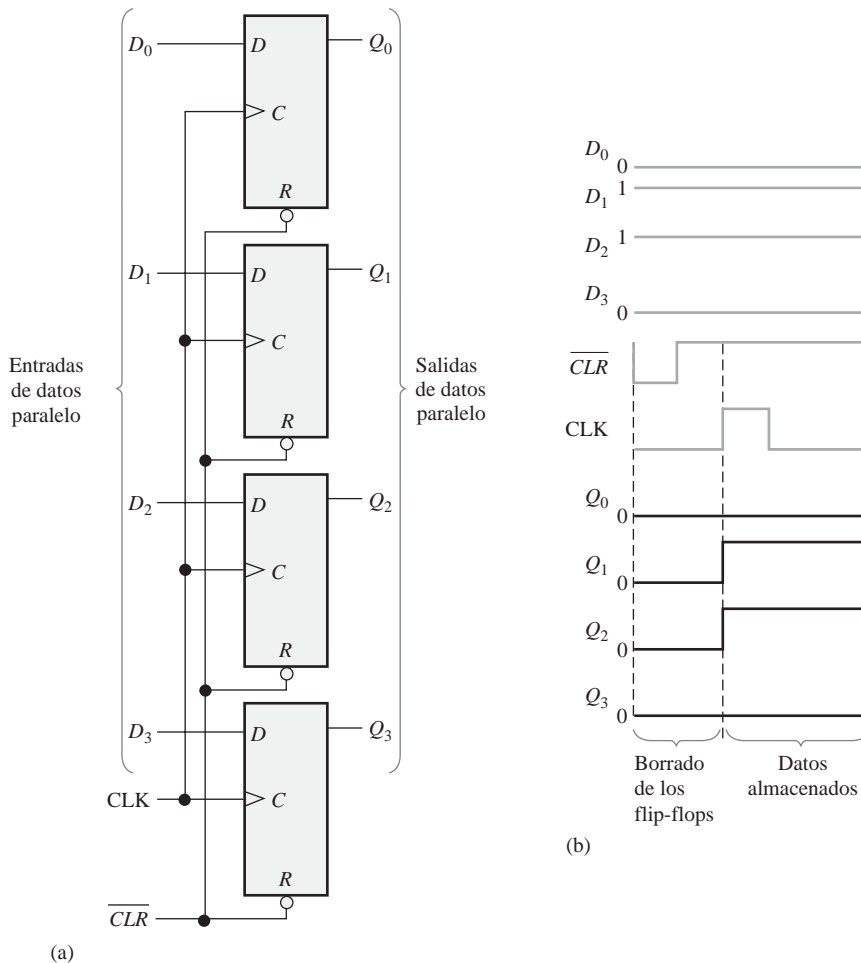 D0
D
Q0
C
R
D1
D
Q1
C
R
Entradas
de datos
paralelo
Salidas
de datos
paralelo
D2
D
Q2
C
R
D3
D
Q3
CLK
C
R
CLR
(a)
D0
0
D1
1
D2
1
D3
0
CLR
CLK
Q0
0
Q1
0
Q2
0
Q3
0
Borrado
de los
flip-flops
Datos
almacenados
(b)